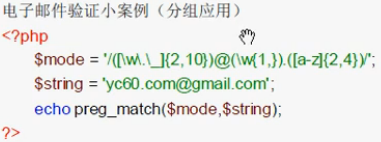 电子邮件验证小案例（分组应用）
<?php
$mode = '/([\w\.\_]{2,10})@(\w{1,}).([a-z]{2,4})/';
$string = 'yc60.com@gmail.com';
echo preg_match($mode,$string);
?>